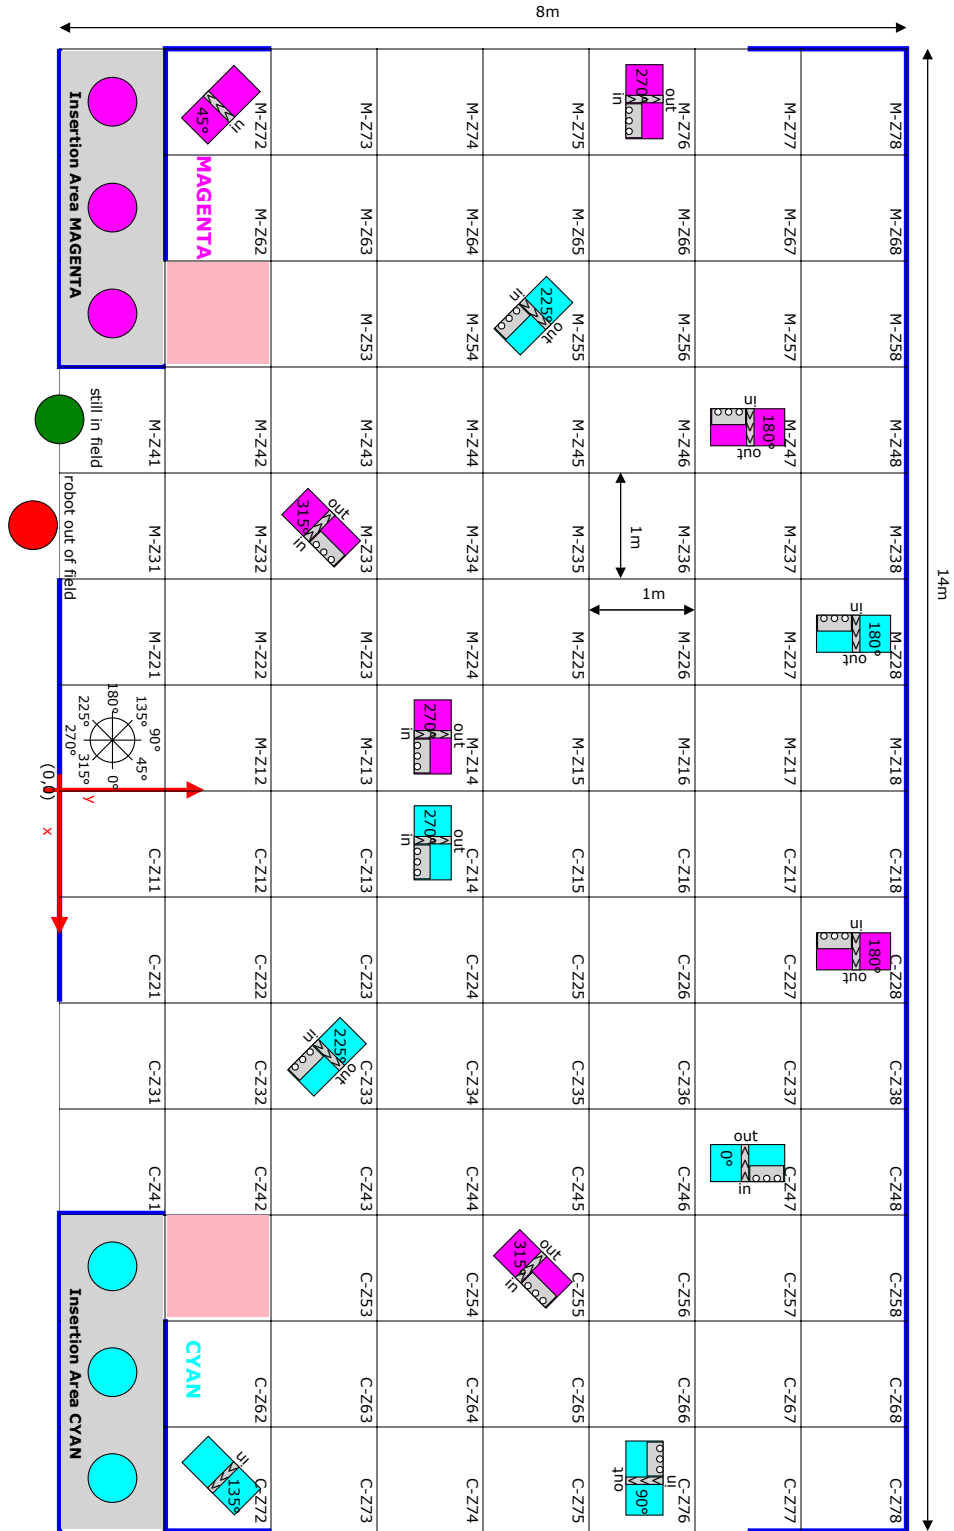 8m
14m
Insertion Area MAGENTA
45°
in
M-Z72
M-Z73
M-Z74
M-Z75
270°
in
out
M-Z76
M-Z77
M-Z78
MAGENTA
M-Z62
M-Z63
M-Z64
M-Z65
M-Z66
M-Z67
M-Z68
M-Z53
M-Z54
225°
in
out
M-Z55
M-Z56
M-Z57
M-Z58
still in field
M-Z41
M-Z42
M-Z43
M-Z44
M-Z45
M-Z46
180°
in
out
M-Z47
M-Z48
robot out of field
M-Z31
M-Z32
315°
out
in
M-Z33
M-Z34
M-Z35
1m
M-Z36
M-Z37
M-Z38
1m
M-Z21
M-Z22
M-Z23
M-Z24
M-Z25
M-Z26
M-Z27
180°
in
out
M-Z28
180°
135°
90°
225°
270°
315°
0°
45°
M-Z12
M-Z13
270°
in
out
M-Z14
M-Z15
M-Z16
M-Z17
M-Z18
(0,0)
y
x
C-Z11
C-Z12
C-Z13
270°
in
out
C-Z14
C-Z15
C-Z16
C-Z17
C-Z18
C-Z21
C-Z22
C-Z23
C-Z24
C-Z25
C-Z26
C-Z27
180°
in
out
C-Z28
C-Z31
C-Z32
225°
in
out
C-Z33
C-Z34
C-Z35
C-Z36
C-Z37
C-Z38
C-Z41
C-Z42
C-Z43
C-Z44
C-Z45
C-Z46
0°
out
in
C-Z47
C-Z48
C-Z53
C-Z54
315°
out
in
C-Z55
C-Z56
C-Z57
C-Z58
Insertion Area CYAN
CYAN
C-Z62
C-Z63
C-Z64
C-Z65
C-Z66
C-Z67
C-Z68
135°
in
C-Z72
C-Z73
C-Z74
C-Z75
90°
in
out
C-Z76
C-Z77
C-Z78